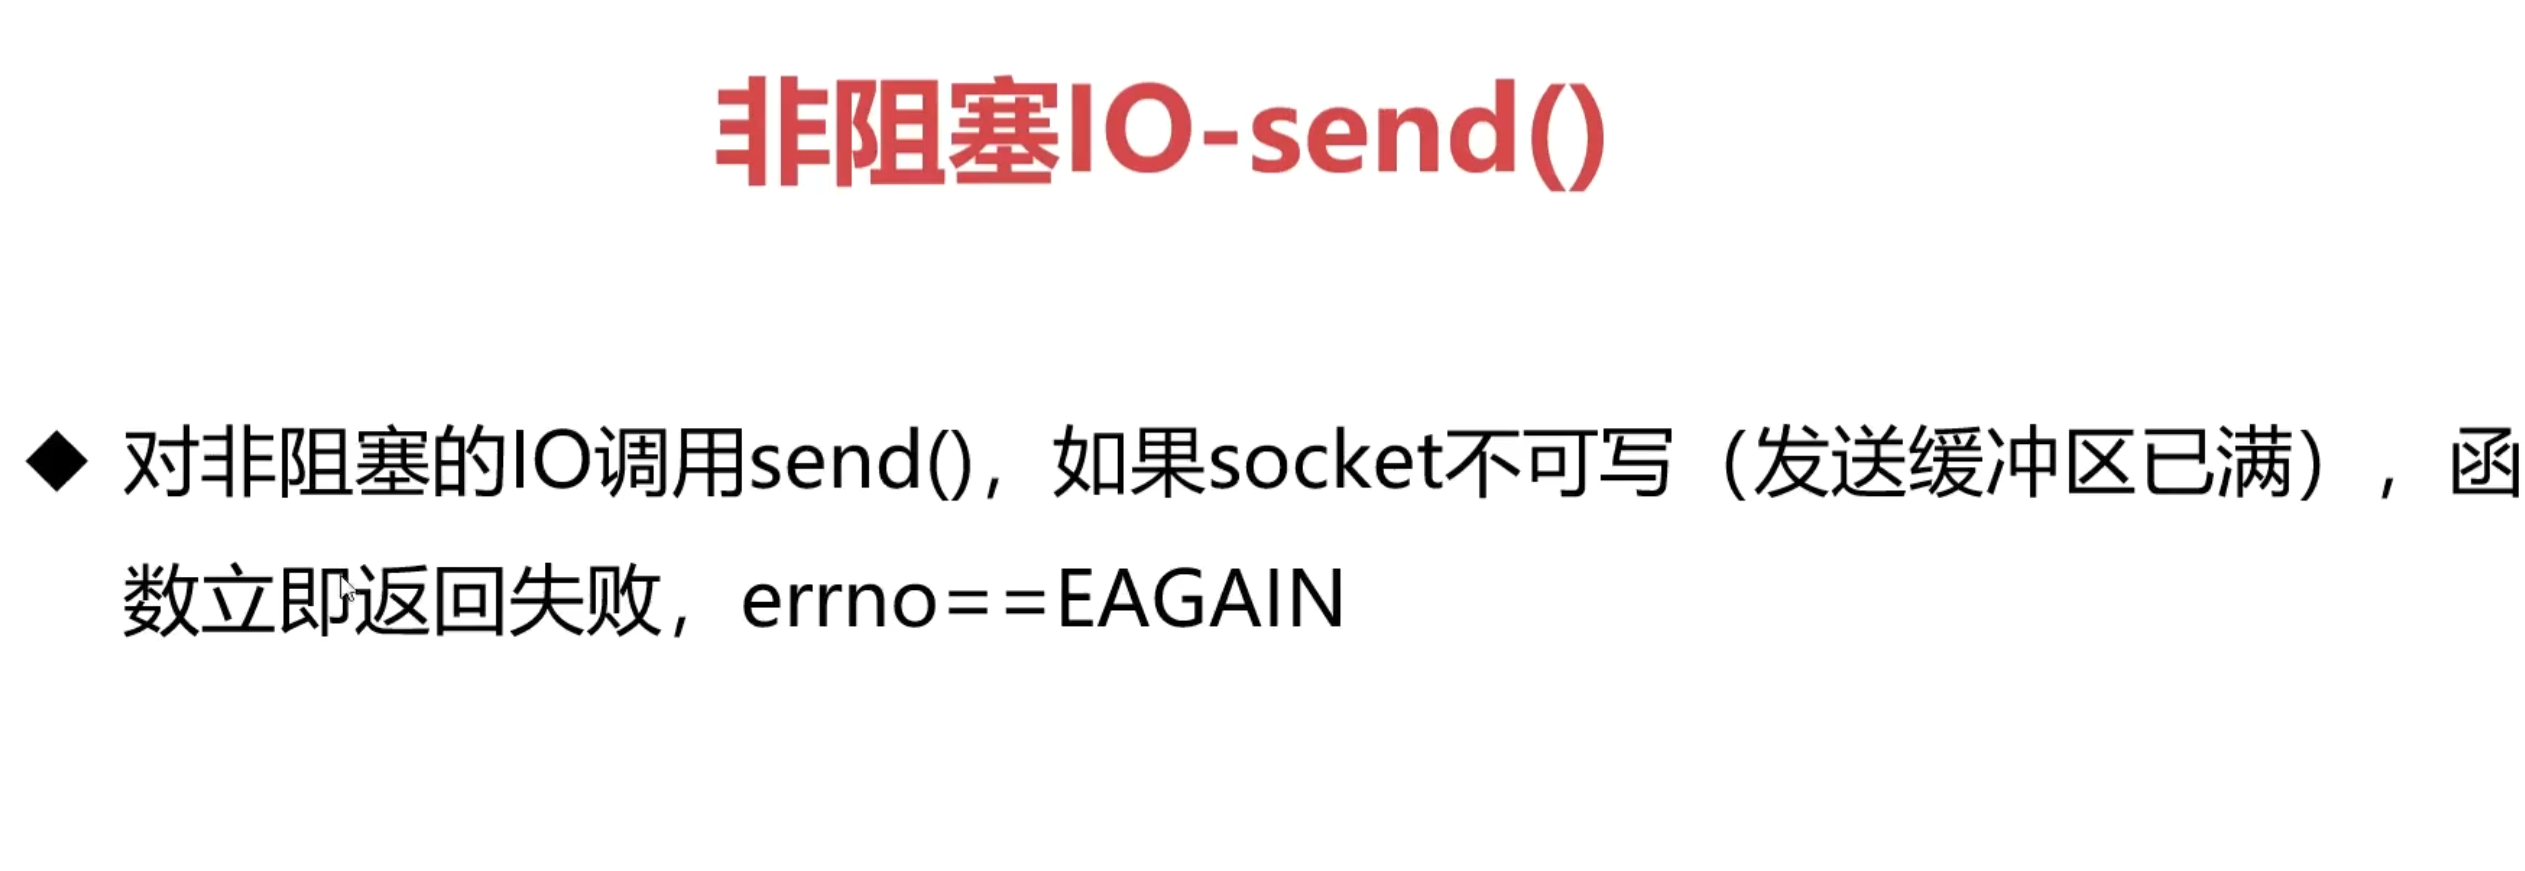 非阻塞IO-send()
◆ 对非阻塞的IO调用send()，如果socket不可写（发送缓冲区已满），函
数立即返回失败，errno==EAGAIN